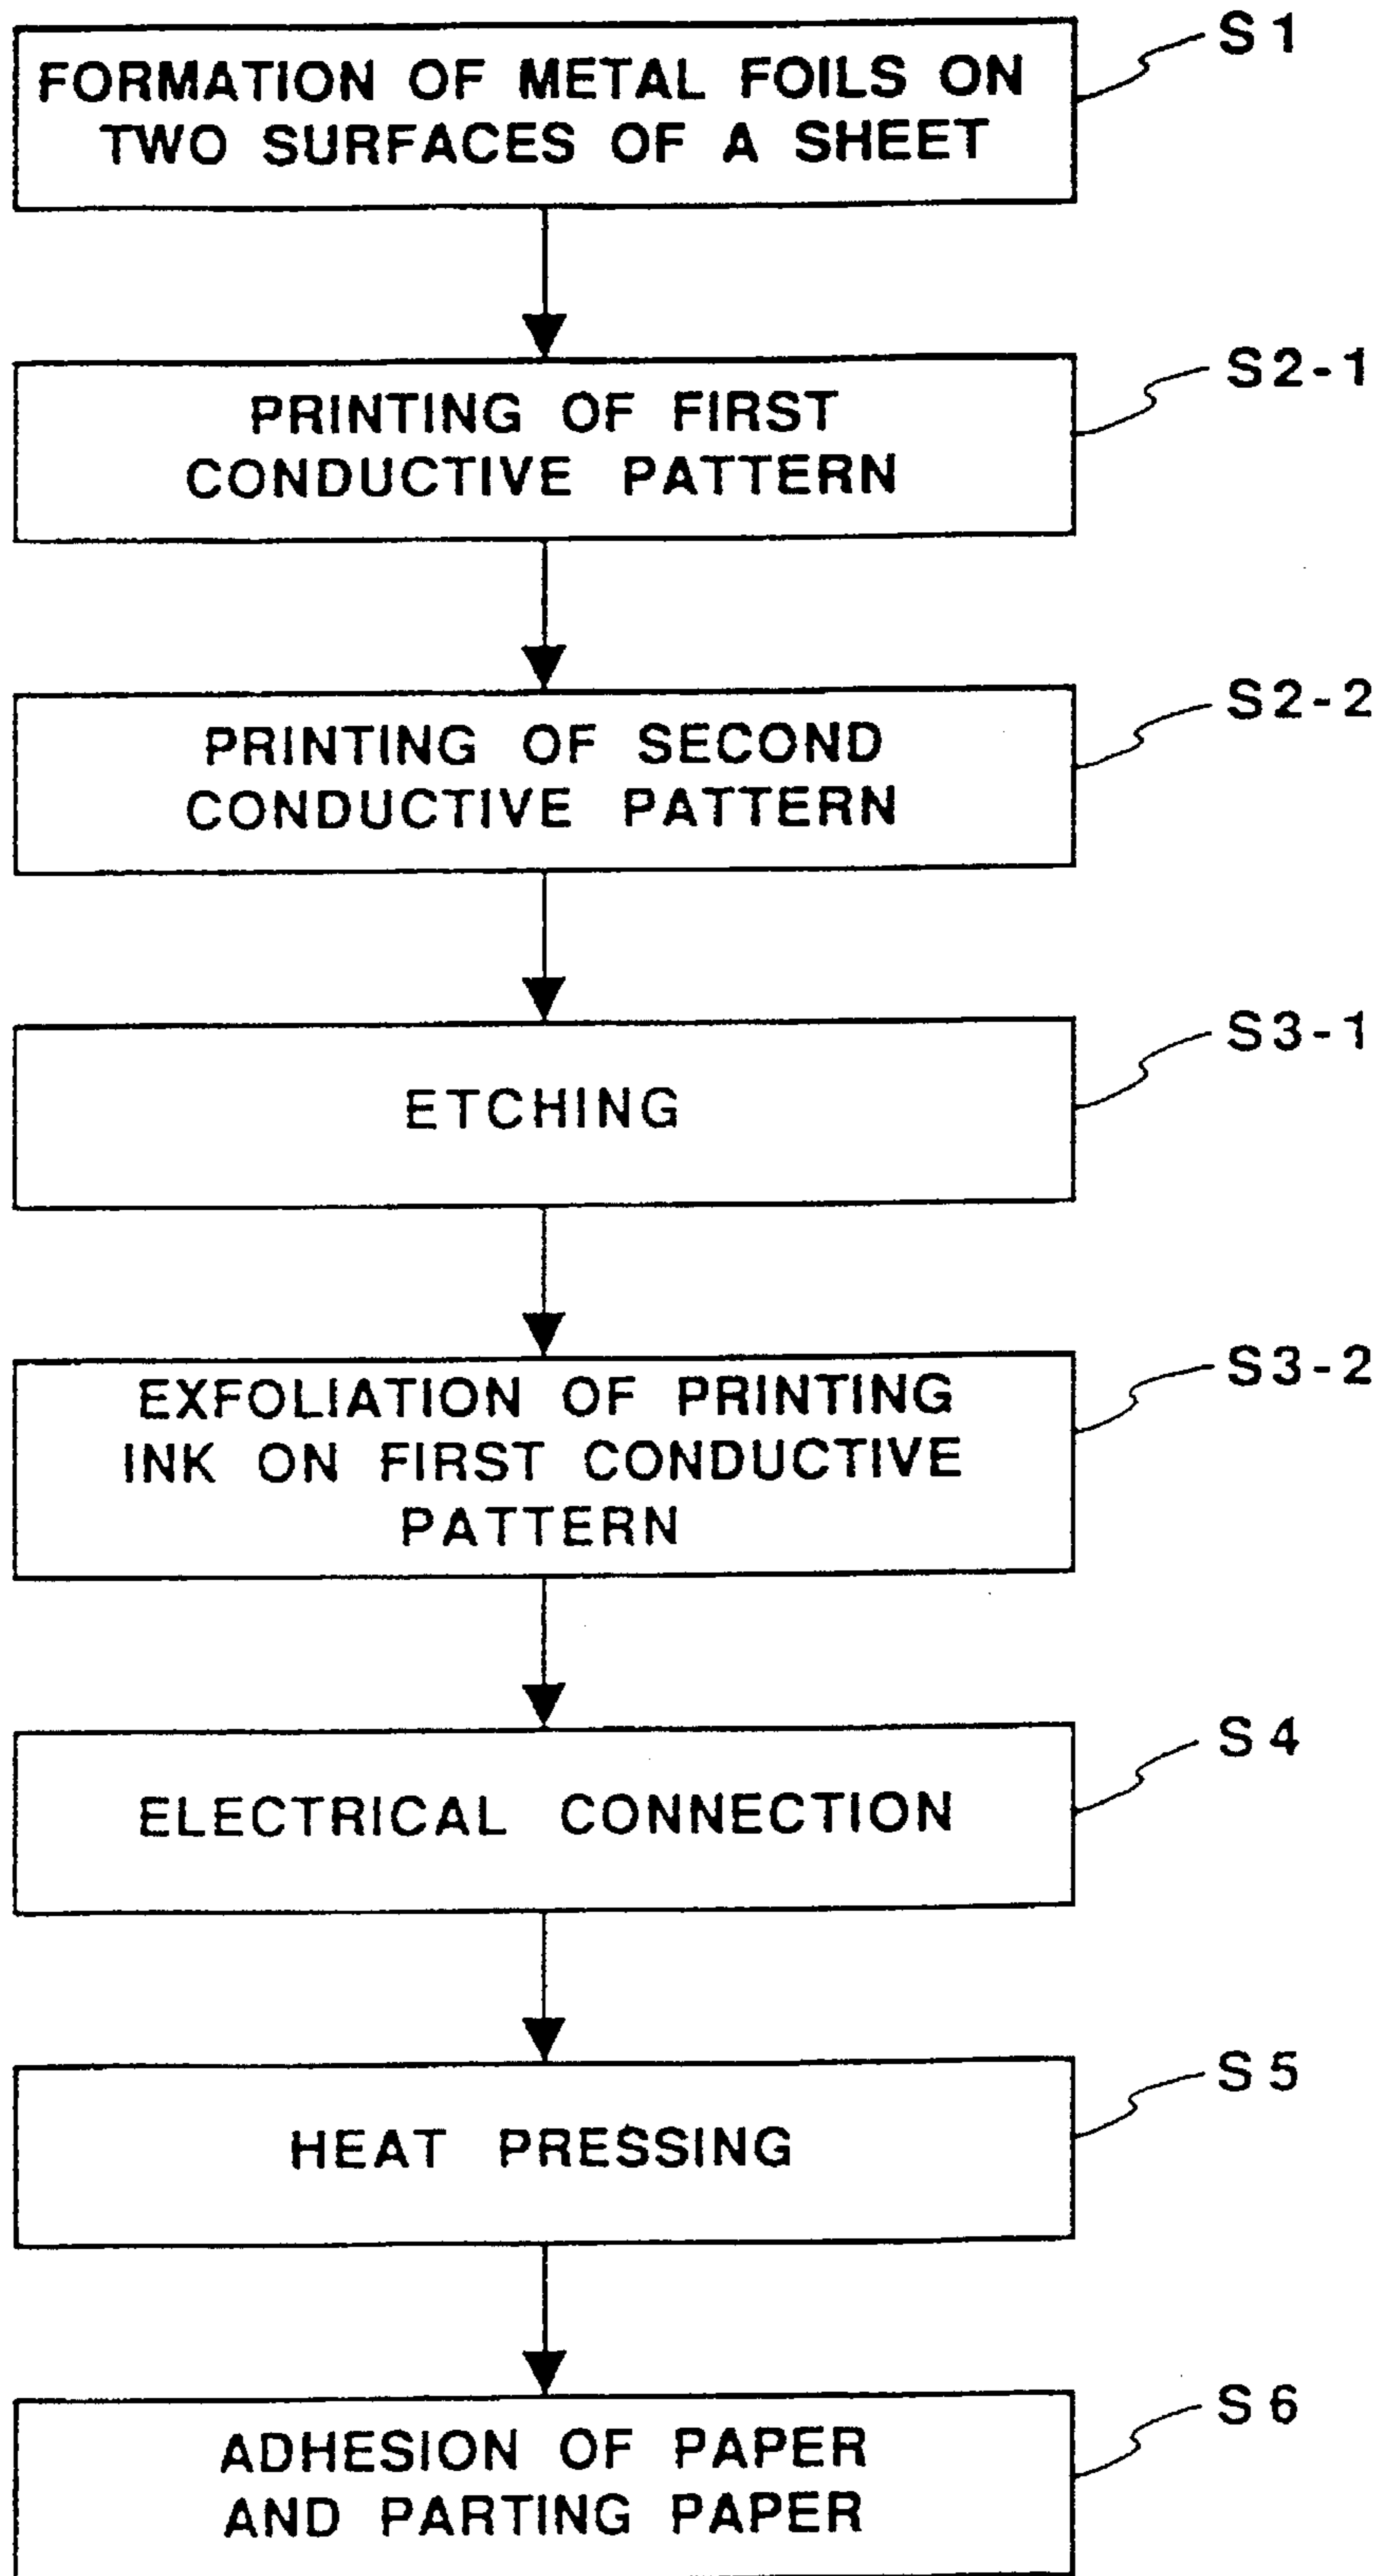 FORMATION OF METAL FOILS ON
TWO SURFACES OF A SHEET
S1
PRINTING OF FIRST
CONDUCTIVE PATTERN
S2-1
PRINTING OF SECOND
CONDUCTIVE PATTERN
S2-2
ETCHING
S3-1
EXFOLIATION OF PRINTING
INK ON FIRST CONDUCTIVE
PATTERN
S3-2
ELECTRICAL CONNECTION
S4
HEAT PRESSING
S5
ADHESION OF PAPER
AND PARTING PAPER
S6